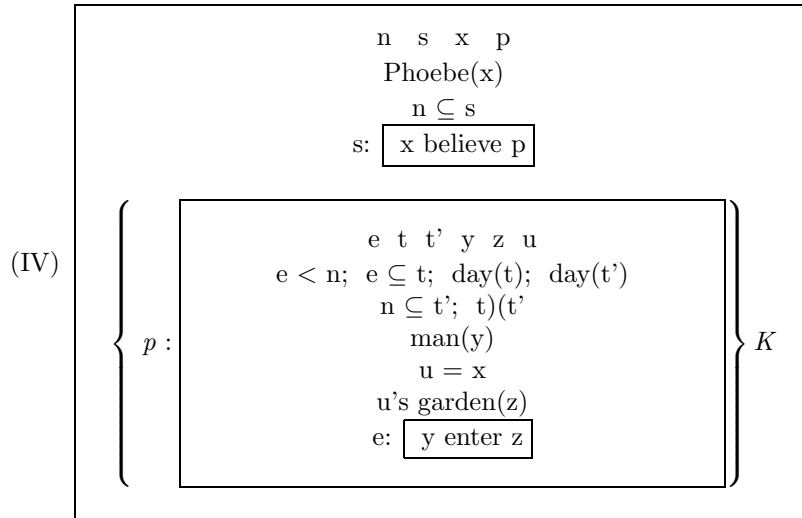 n s x p
Phoebe(x)
n ⊆ s
s: x believe p
e t t' y z u
e < n; e ⊆ t; day(t); day(t')
(IV)
n ⊆ t'; t)(t'
man(y)
p : K
u = x
u's garden(z)
e: y enter z